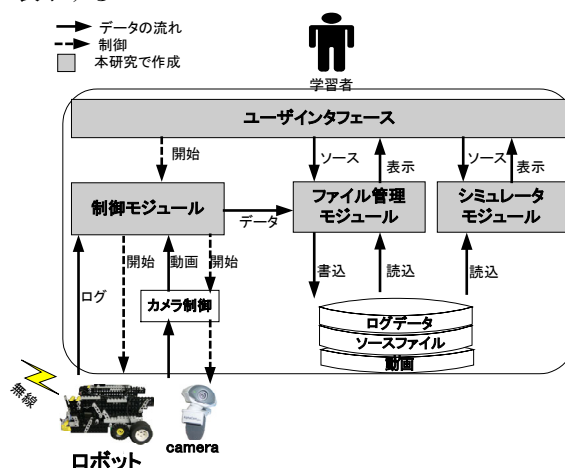 データの流れ
制御
本研究で作成
学習者
ユーザインタフェース
開始
ソース
表示
ソース
表示
制御モジュール
データ
ファイル管理
モジュール
シミュレータ
モジュール
ログ
開始
動画
開始
書込
読込
読込
カメラ制御
ログデータ
ソースファイル
動画
無線
camera
ロボット